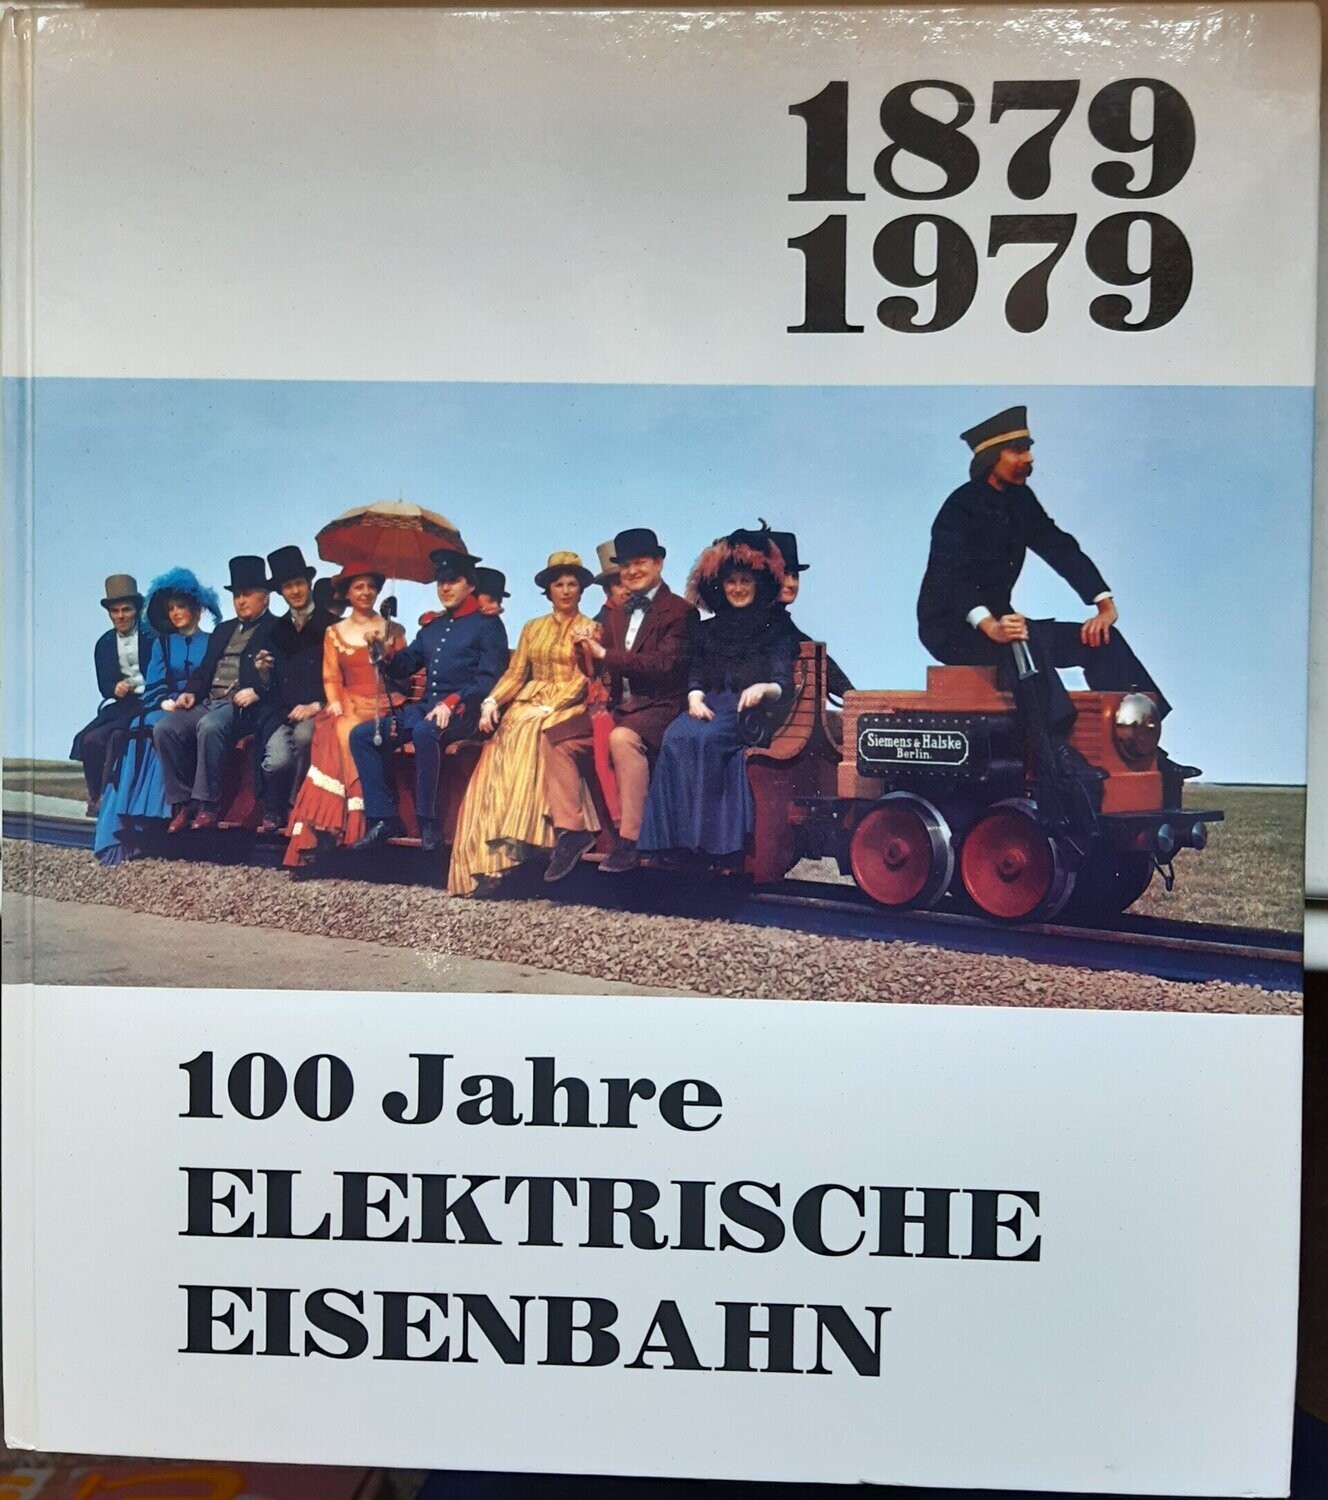 1879
1979
Siemens & Halske
Berlin.
100 Jahre
ELEKTRISCHE
EISENBAHN